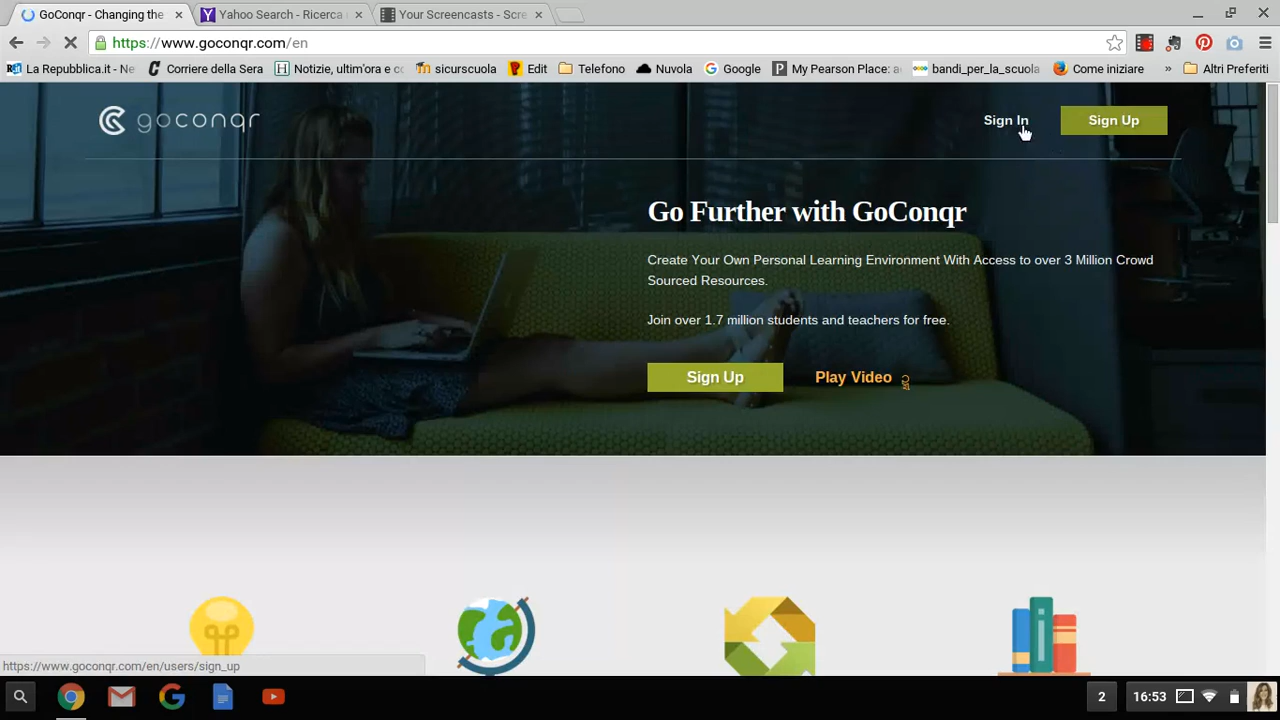 GoConqr - Changing the
Yahoo Search - Ricerca
Your Screencasts - Scre
https://www.goconqr.com/en
La Repubblica.it - Ne
Corriere della Sera
Notizie, ultim'ora e co
sicurscuola
Edit
Telefono
Nuvola
Google
My Pearson Place: a
bandi_per_la_scuola
Come iniziare
»
Altri Preferiti
goconqr
Sign In
Sign Up
Go Further with GoConqr
Create Your Own Personal Learning Environment With Access to over 3 Million Crowd
Sourced Resources.
Join over 1.7 million students and teachers for free.
Sign Up
Play Video
https://www.goconqr.com/en/users/sign_up
2
16:53